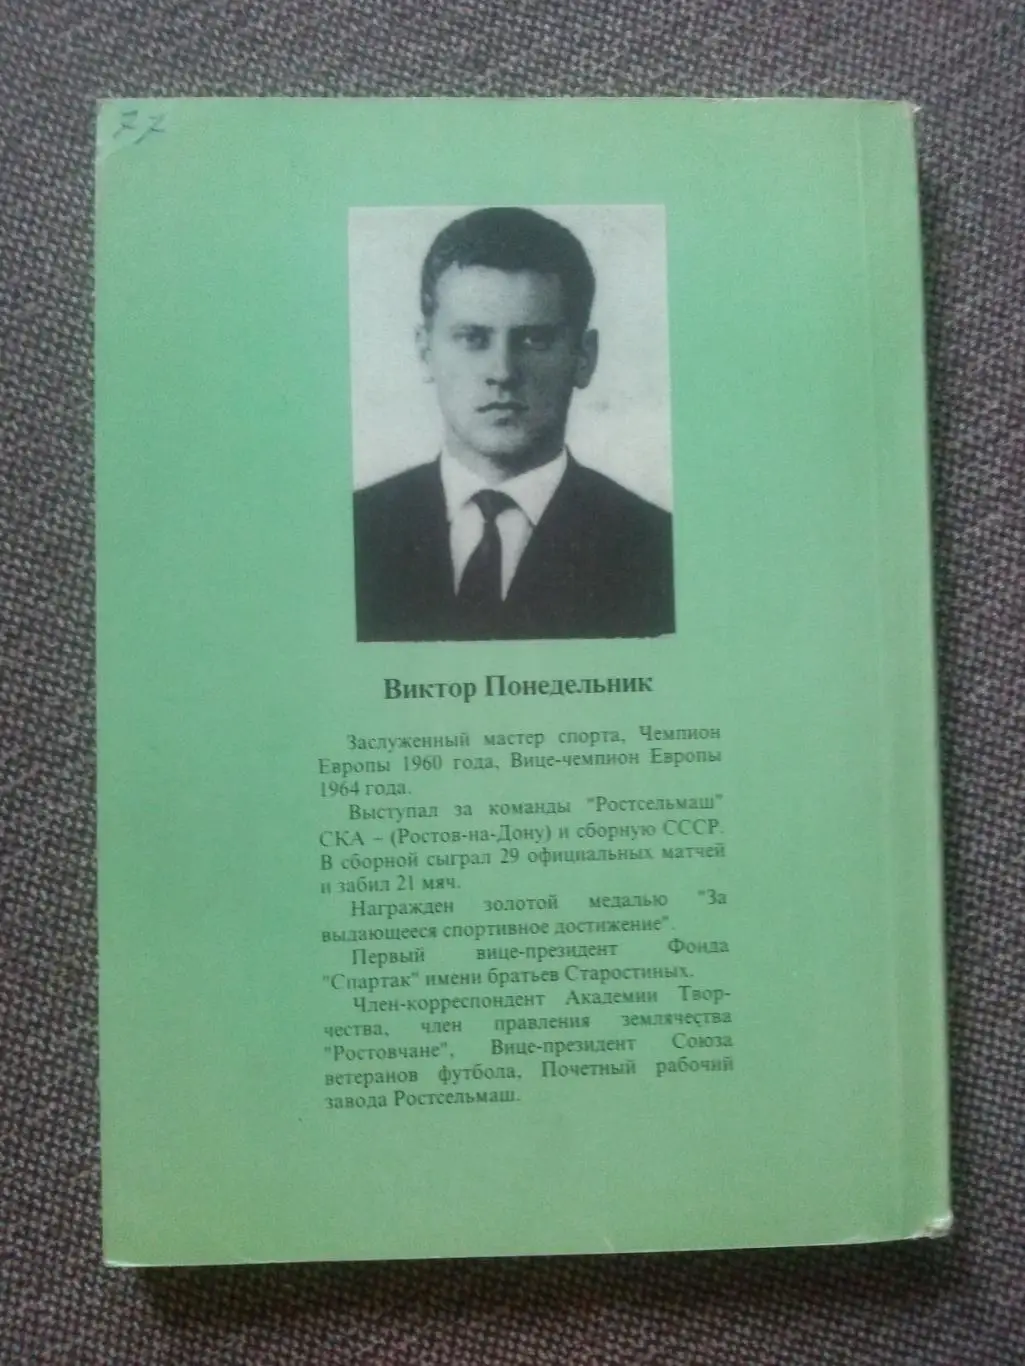 77
Виктор Понедельник
Заслуженный мастер спорта, Чемпион
Европы 1960 года, Вице-чемпион Европы
1964 года.
Выступал за команды "Ростсельмаш"
СКА – (Ростов-на-Дону) и сборную СССР.
В сборной сыграл 29 официальных матчей
и забил 21 мяч.
Награжден золотой медалью "За
выдающееся спортивное достижение".
Первый вице-президент Фонда
"Спартак" имени братьев Старостиных.
Член-корреспондент Академии Твор-
чества, член правления землячества
"Ростовчане", Вице-президент Союза
ветеранов футбола, Почетный рабочий
завода Ростсельмаш.